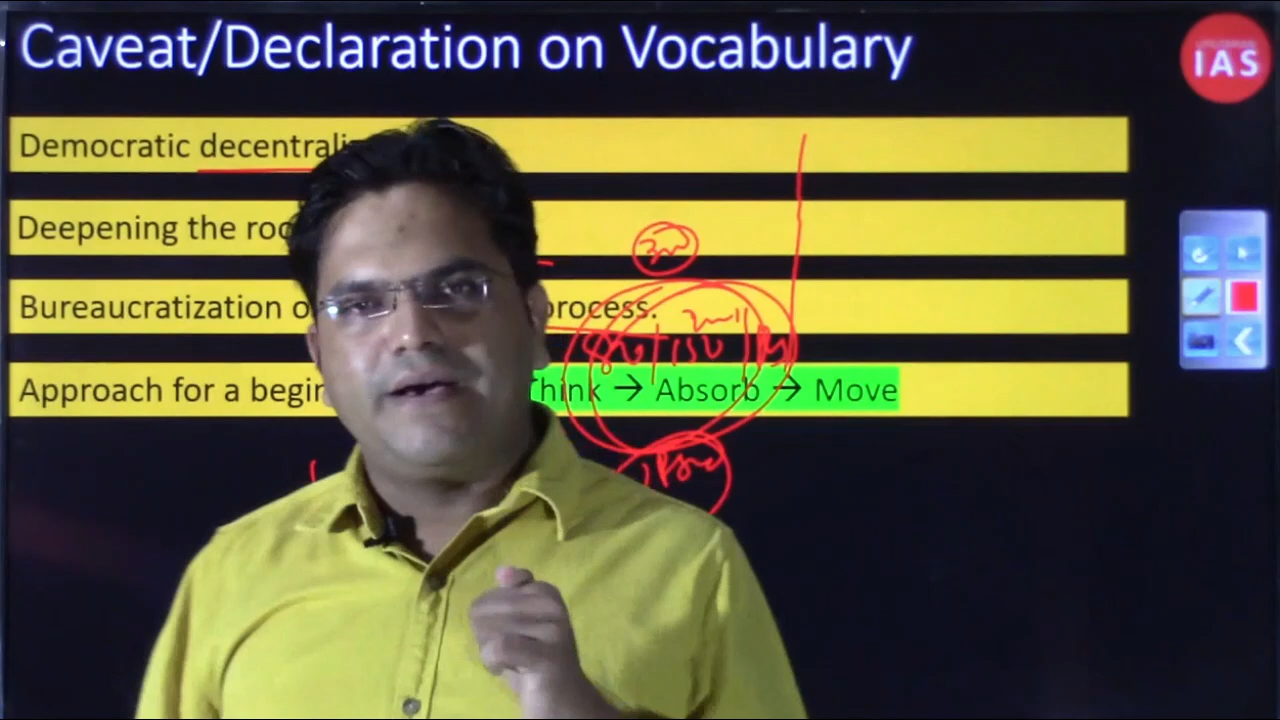 Caveat/Declaration on Vocabulary
IAS
Democratic decentrali
Deepening the roo
Bureaucratization o process.
Approach for a begin Think → Absorb → Move